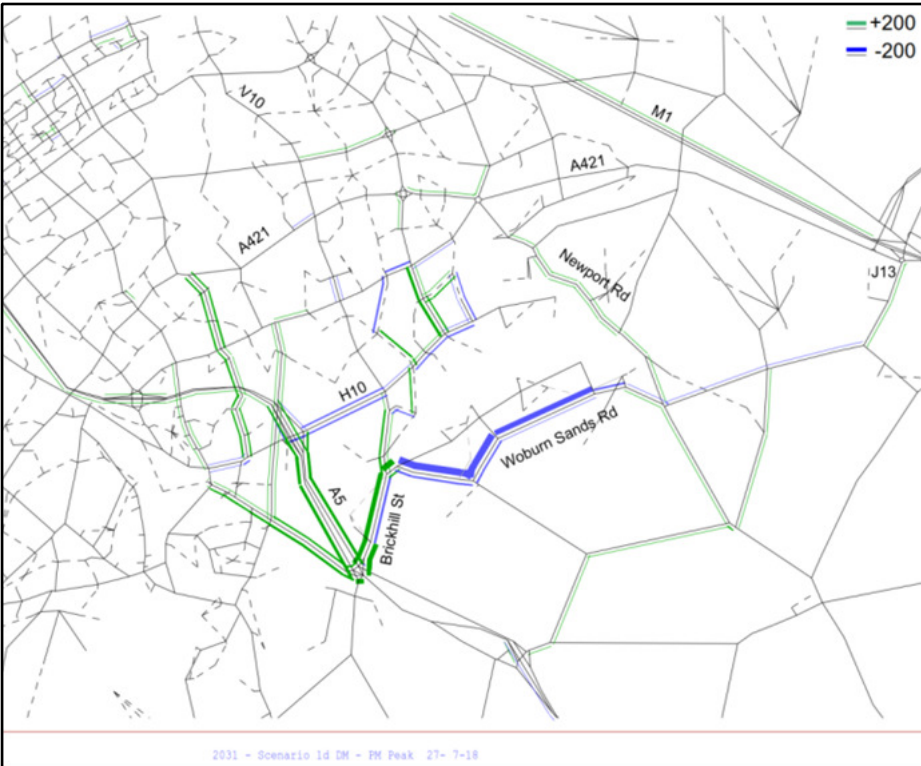 +200
-200
V10
M1
A421
A421
Newport Rd
J13
H10
Woburn Sands Rd
A5
Brickhill St
2031 - Scenario 1d DM - PM Peak 27- 7-18